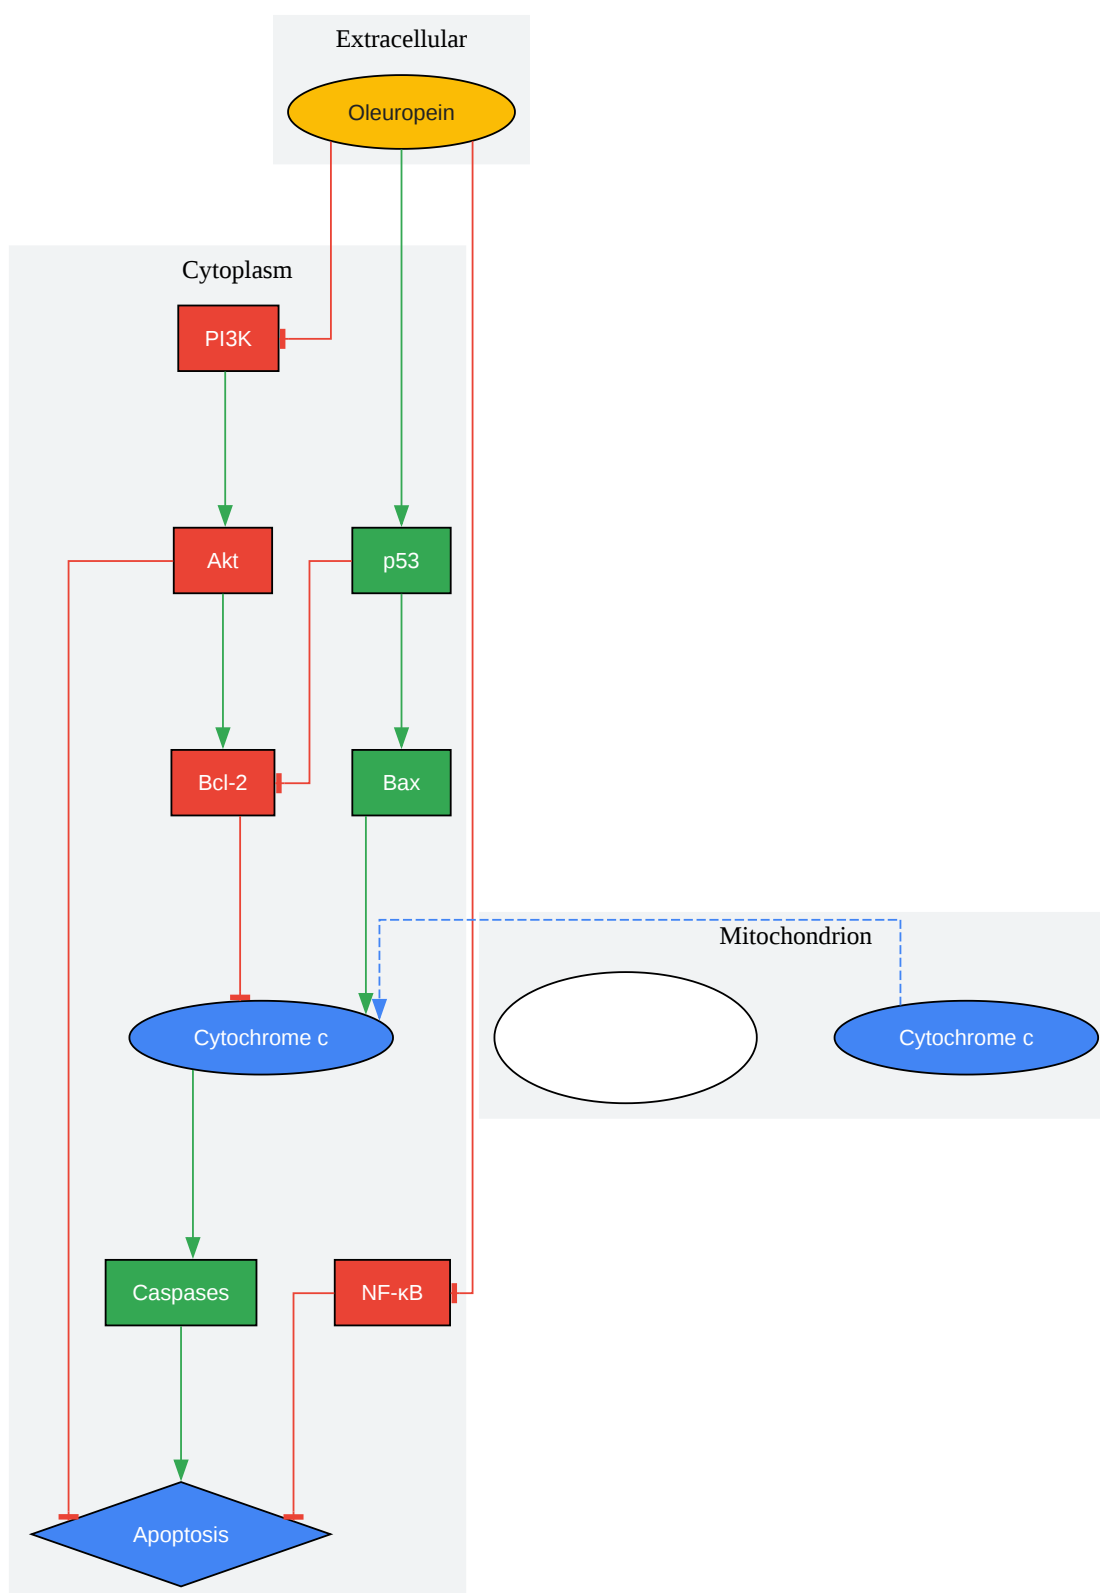 Extracellular
Oleuropein
Cytoplasm
PI3K
Akt
p53
Bcl-2
Bax
Mitochondrion
Cytochrome c
Cytochrome c
Caspases
NF-κB
Apoptosis